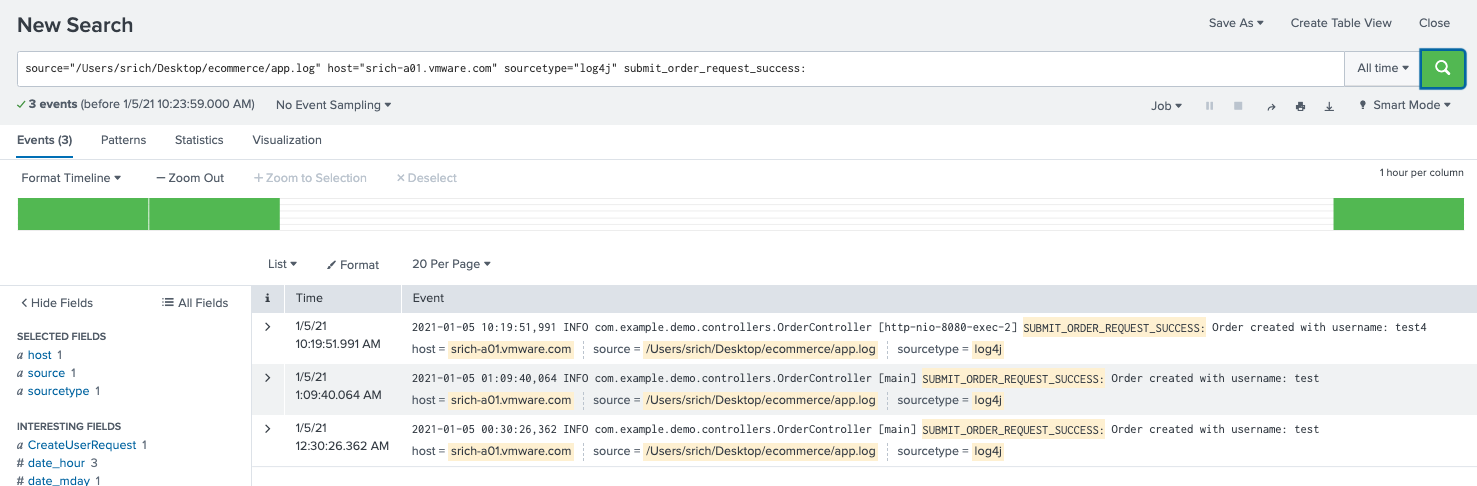 New Search
Save As
Create Table View
Close
source="/Users/srich/Desktop/ecommerce/app.log" host="srich-a01.vmware.com" sourcetype="log4j" submit_order_request_success:
All time
3 events (before 1/5/21 10:23:59.000 AM)
No Event Sampling
Job
Smart Mode
Events (3)
Patterns
Statistics
Visualization
Format Timeline
— Zoom Out
+ Zoom to Selection
× Deselect
1 hour per column
List
Format
20 Per Page
Hide Fields
All Fields
SELECTED FIELDS
a host 1
a source 1
a sourcetype 1
INTERESTING FIELDS
a CreateUserRequest 1
# date_hour 3
# date_mday 1
i Time Event
1/5/21
10:19:51.991 AM
2021-01-05 10:19:51,991 INFO com.example.demo.controllers.OrderController [http-nio-8080-exec-2] SUBMIT_ORDER_REQUEST_SUCCESS: Order created with username: test4
host = srich-a01.vmware.com source = /Users/srich/Desktop/ecommerce/app.log sourcetype = log4j
1/5/21
1:09:40.064 AM
2021-01-05 01:09:40,064 INFO com.example.demo.controllers.OrderController [main] SUBMIT_ORDER_REQUEST_SUCCESS: Order created with username: test
host = srich-a01.vmware.com source = /Users/srich/Desktop/ecommerce/app.log sourcetype = log4j
1/5/21
12:30:26.362 AM
2021-01-05 00:30:26,362 INFO com.example.demo.controllers.OrderController [main] SUBMIT_ORDER_REQUEST_SUCCESS: Order created with username: test
host = srich-a01.vmware.com source = /Users/srich/Desktop/ecommerce/app.log sourcetype = log4j